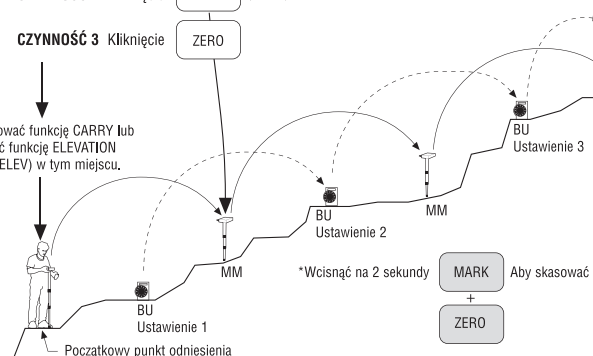 CZYNNOŚĆ 3 Kliknięcie ZERO
funkcję CARRY lub
funkcję ELEVATION
ELEV) w tym miejscu.
BU
Ustawienie 3
MM
BU
Ustawienie 2
MM
*Wcisnąć na 2 sekundy MARK Aby skasować
+
ZERO
BU
Ustawienie 1
Początkowy punkt odniesienia